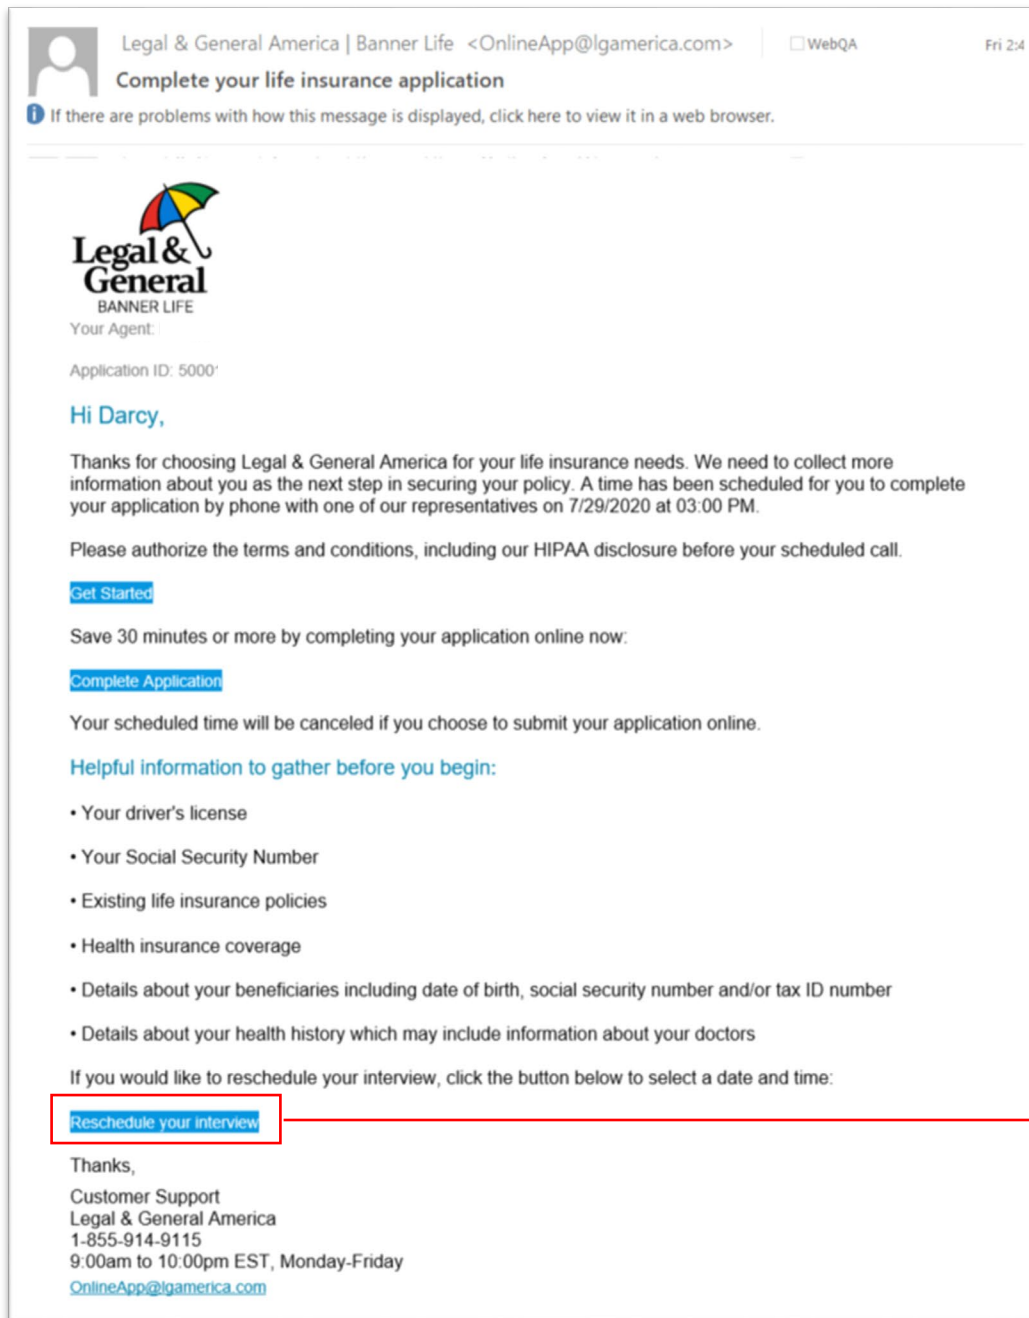 Legal & General America | Banner Life <OnlineApp@lgamerica.com>
WebQA
Fri 2:4
Complete your life insurance application
If there are problems with how this message is displayed, click here to view it in a web browser.
Legal &
General
BANNER LIFE
Your Agent:
Application ID: 5000
Hi Darcy,
Thanks for choosing Legal & General America for your life insurance needs. We need to collect more
information about you as the next step in securing your policy. A time has been scheduled for you to complete
your application by phone with one of our representatives on 7/29/2020 at 03:00 PM.
Please authorize the terms and conditions, including our HIPAA disclosure before your scheduled call.
Get Started
Save 30 minutes or more by completing your application online now:
Complete Application
Your scheduled time will be canceled if you choose to submit your application online.
Helpful information to gather before you begin:
• Your driver's license
• Your Social Security Number
• Existing life insurance policies
• Health insurance coverage
• Details about your beneficiaries including date of birth, social security number and/or tax ID number
• Details about your health history which may include information about your doctors
If you would like to reschedule your interview, click the button below to select a date and time:
Reschedule your interview
Thanks,
Customer Support
Legal & General America
1-855-914-9115
9:00am to 10:00pm EST, Monday-Friday
OnlineApp@lgamerica.com